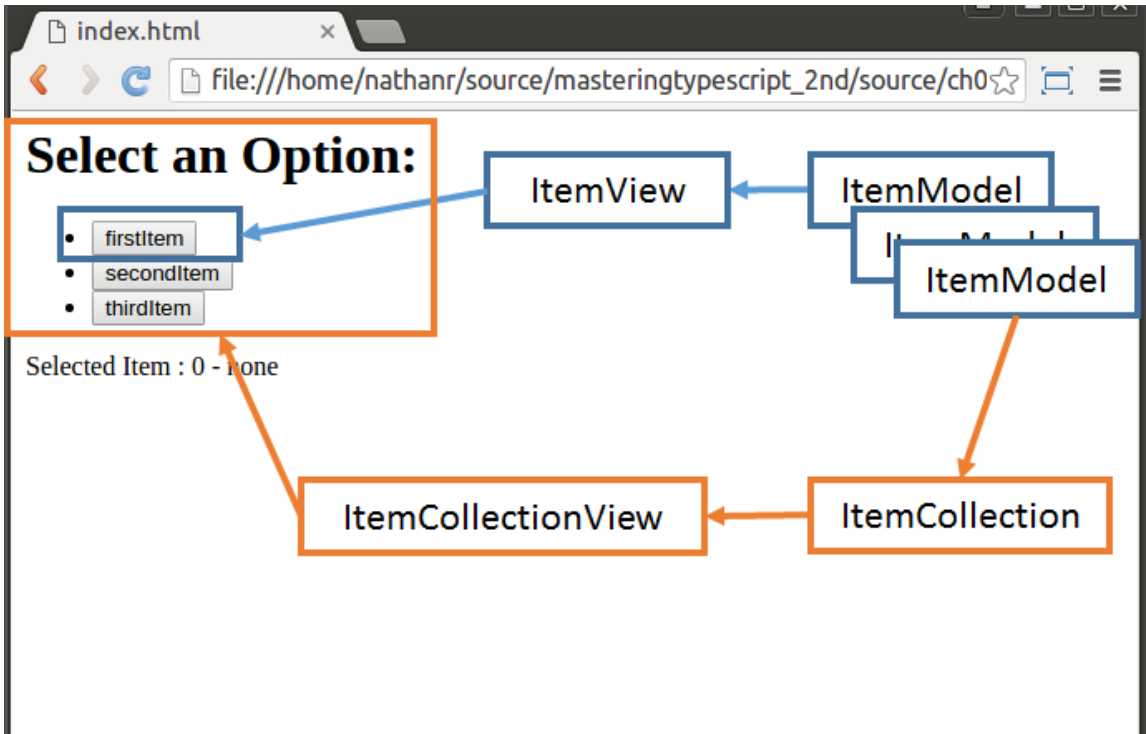 index.html
file:///home/nathanr/source/masteringtypescript_2nd/source/ch0
Select an Option:
ItemView
ItemModel
firstItem
secondItem
ItemModel
thirdItem
Selected Item : 0 - none
ItemCollectionView
ItemCollection